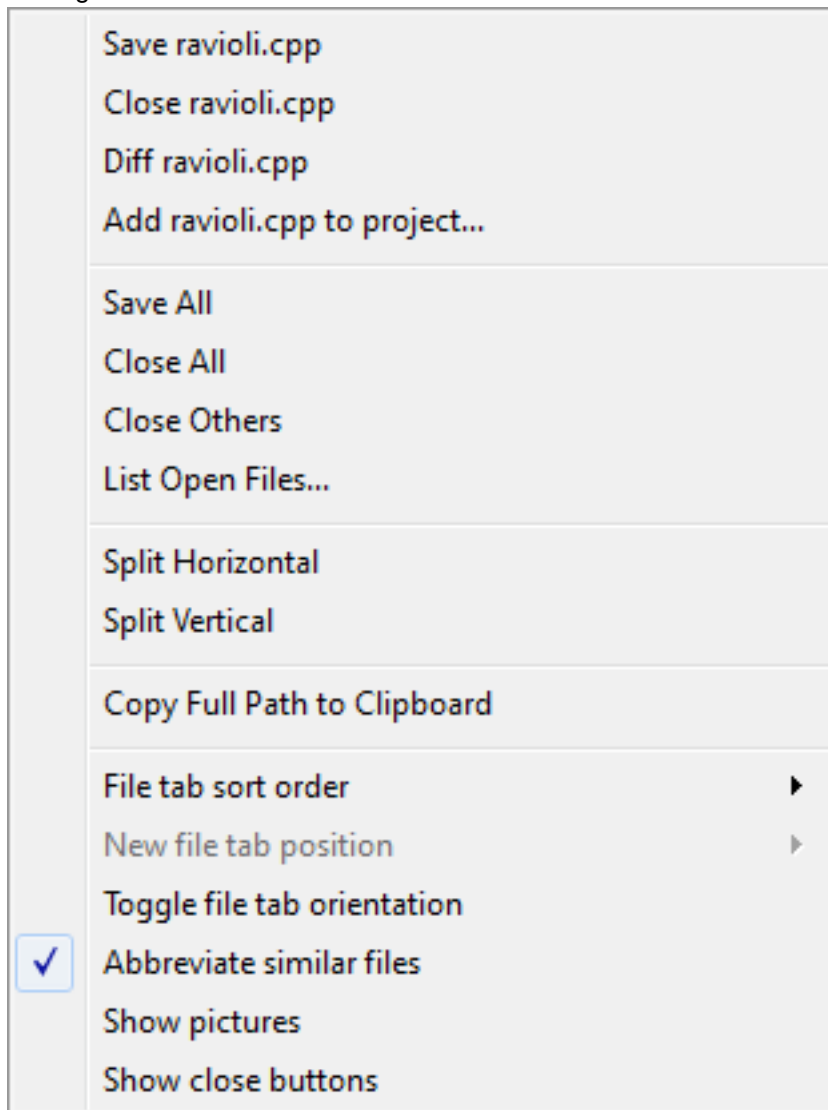 Save ravioli.cpp
Close ravioli.cpp
Diff ravioli.cpp
Add ravioli.cpp to project...
Save All
Close All
Close Others
List Open Files...
Split Horizontal
Split Vertical
Copy Full Path to Clipboard
File tab sort order
New file tab position
Toggle file tab orientation
Abbreviate similar files
Show pictures
Show close buttons